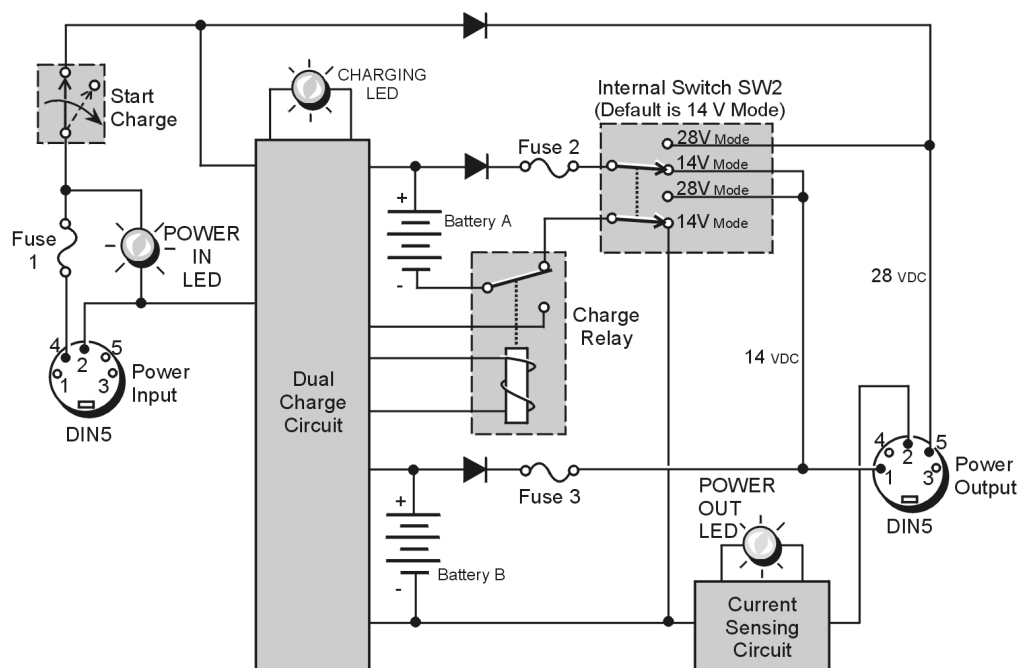 Start
Charge
CHARGING
LED
Internal Switch SW2
(Default is 14 V Mode)
28V Mode
14V Mode
28V Mode
14V Mode
Fuse 2
+
Battery A
-
Fuse
1
POWER
IN
LED
28 VDC
Charge
Relay
14 VDC
4
2
5
1
3
Power
Input
DIN5
Dual
Charge
Circuit
4
2
5
1
3
Power
Output
DIN5
Fuse 3
POWER
OUT
LED
+
Battery B
-
Current
Sensing
Circuit